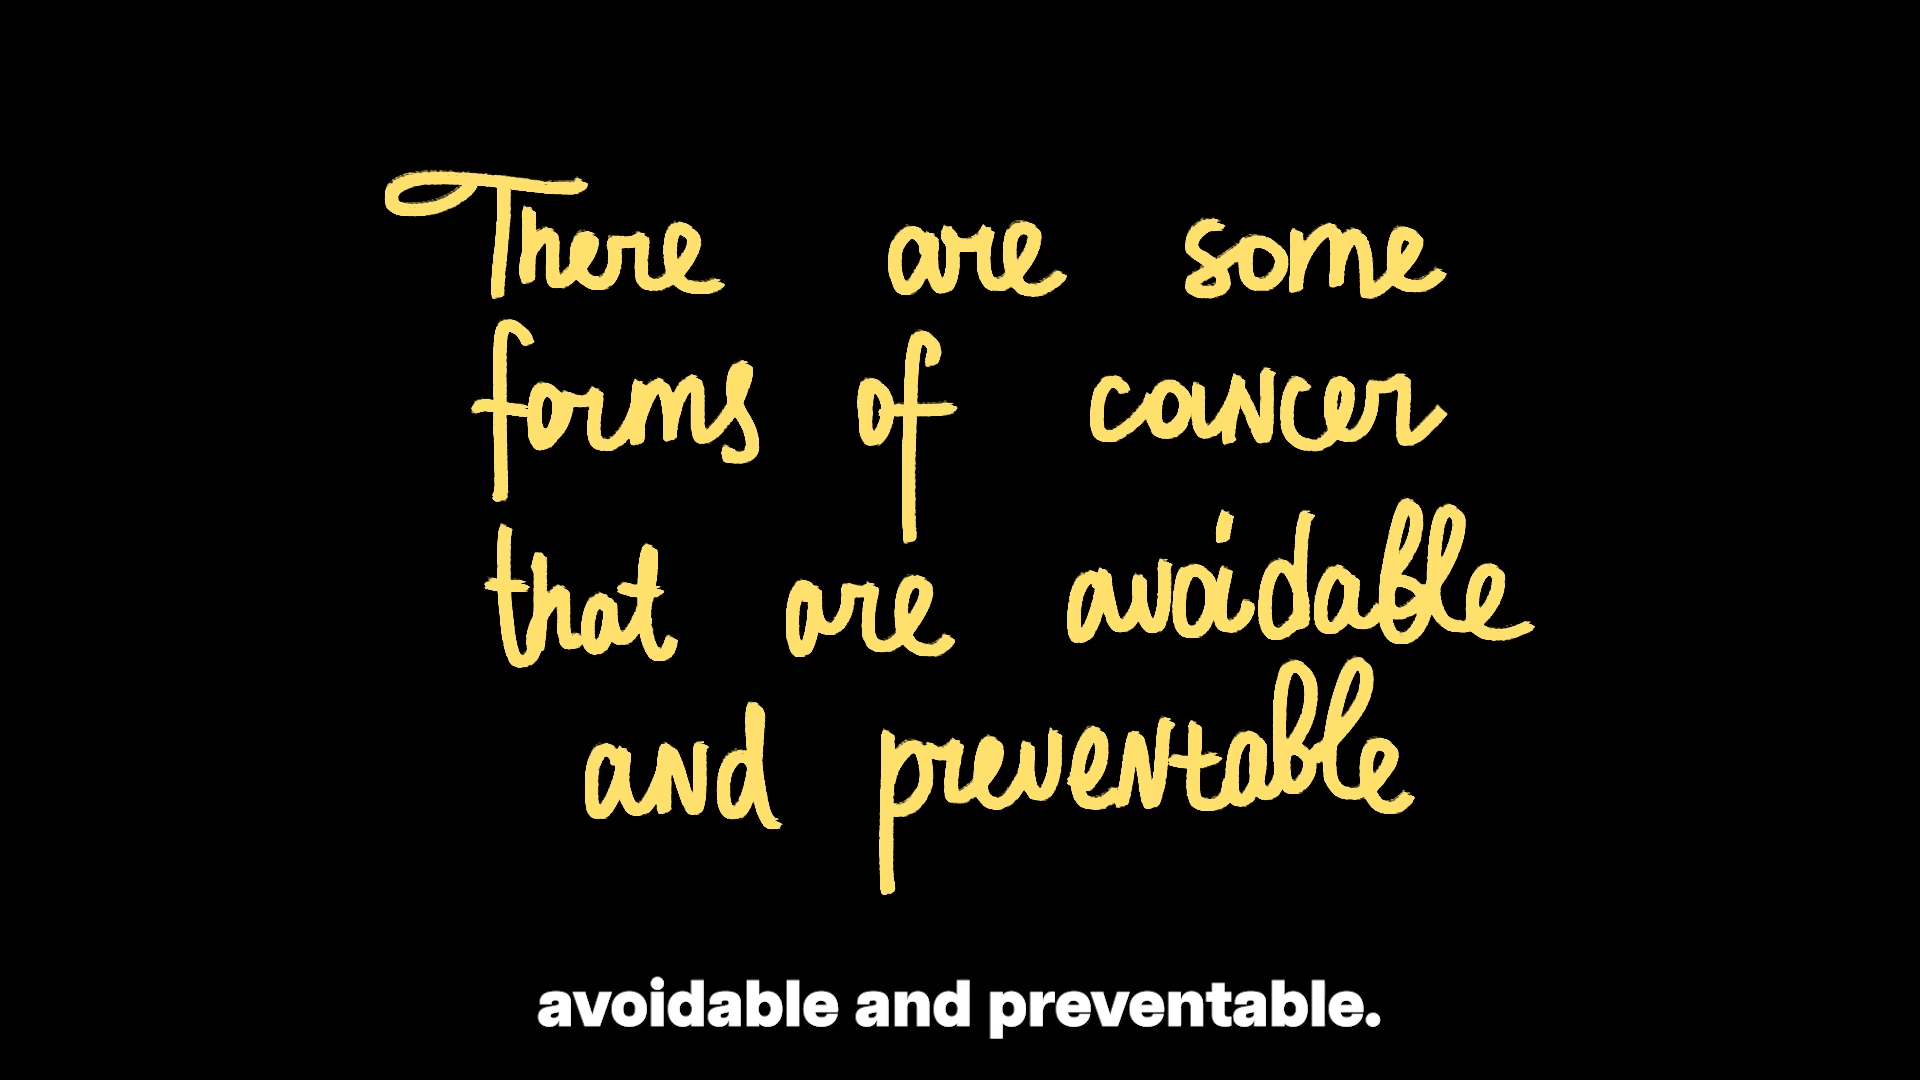 There are some
forms of cancer
that are avoidable
and preventable
avoidable and preventable.